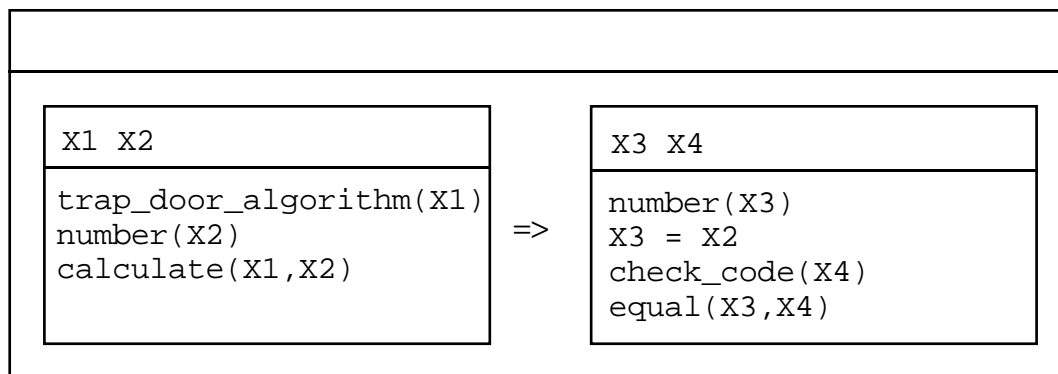 X1 X2
trap_door_algorithm(X1)
number(X2)
calculate(X1,X2)
=>
X3 X4
number(X3)
X3 = X2
check_code(X4)
equal(X3,X4)